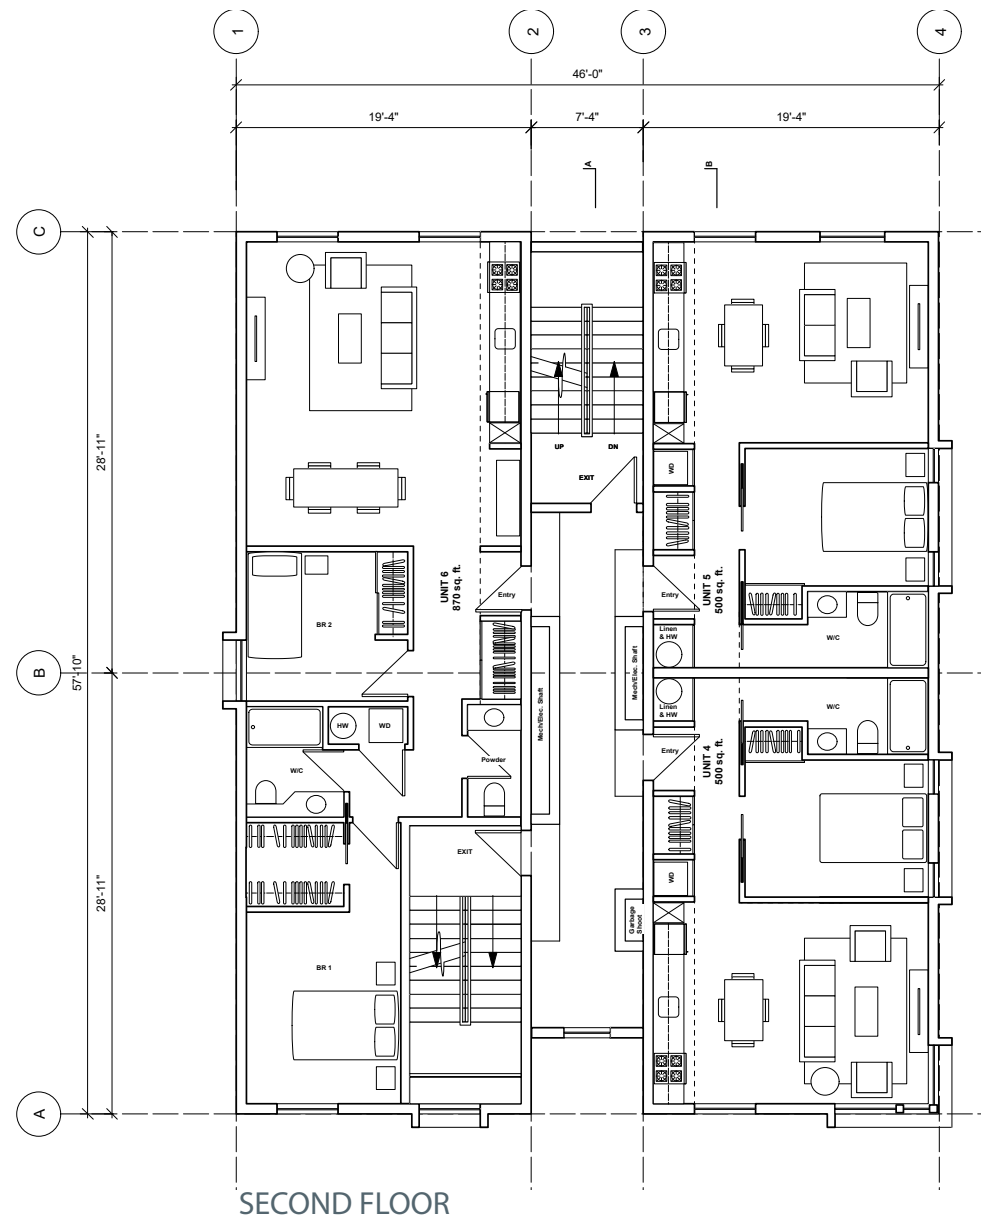 1
2
3
4
46'-0"
19'-4"
7'-4"
19'-4"
A
B
C
28'-11"
57'-10"
B
28'-11"
A
UP
DN
EXIT
WD
UNIT 6
870 sq. ft.
Entry
BR 2
Entry
UNIT 5
500 sq. ft.
Linen
& HW
W/C
Mech/Elec. Shaft
Mech/Elec. Shaft
Linen
& HW
W/C
HW
WD
W/C
Powder
Entry
UNIT 4
500 sq. ft.
EXIT
WD
Garbage
Shoot
BR 1
SECOND FLOOR